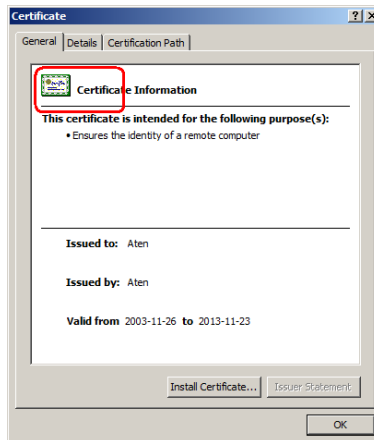 Certificate
General Details Certification Path
Certificate Information
This certificate is intended for the following purpose(s):
• Ensures the identity of a remote computer
Issued to: Aten
Issued by: Aten
Valid from 2003-11-26 to 2013-11-23
Install Certificate... Issuer Statement
OK